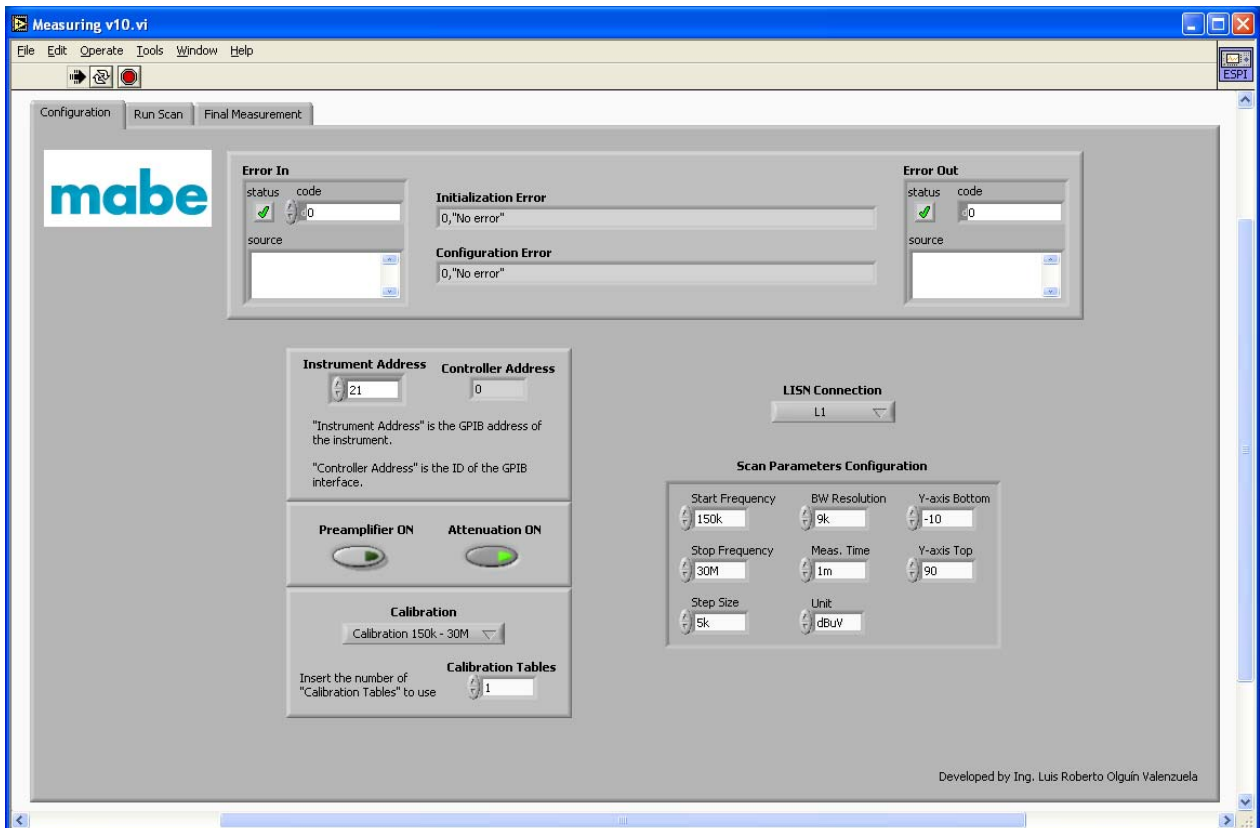 Measuring v10.vi
File Edit Operate Tools Window Help
ESPI
Configuration Run Scan Final Measurement
mabe
Error In
status code
d0
source
Initialization Error
0,"No error"
Configuration Error
0,"No error"
Error Out
status code
d0
source
Instrument Address Controller Address
21 0
"Instrument Address" is the GPIB address of
the instrument.
"Controller Address" is the ID of the GPIB
interface.
Preamplifier ON Attenuation ON
Calibration
Calibration 150k - 30M
Calibration Tables
Insert the number of
"Calibration Tables" to use
1
LISN Connection
L1
Scan Parameters Configuration
Start Frequency BW Resolution Y-axis Bottom
150k 9k -10
Stop Frequency Meas. Time Y-axis Top
30M 1m 90
Step Size Unit
5k dBuV
Developed by Ing. Luis Roberto Olguín Valenzuela